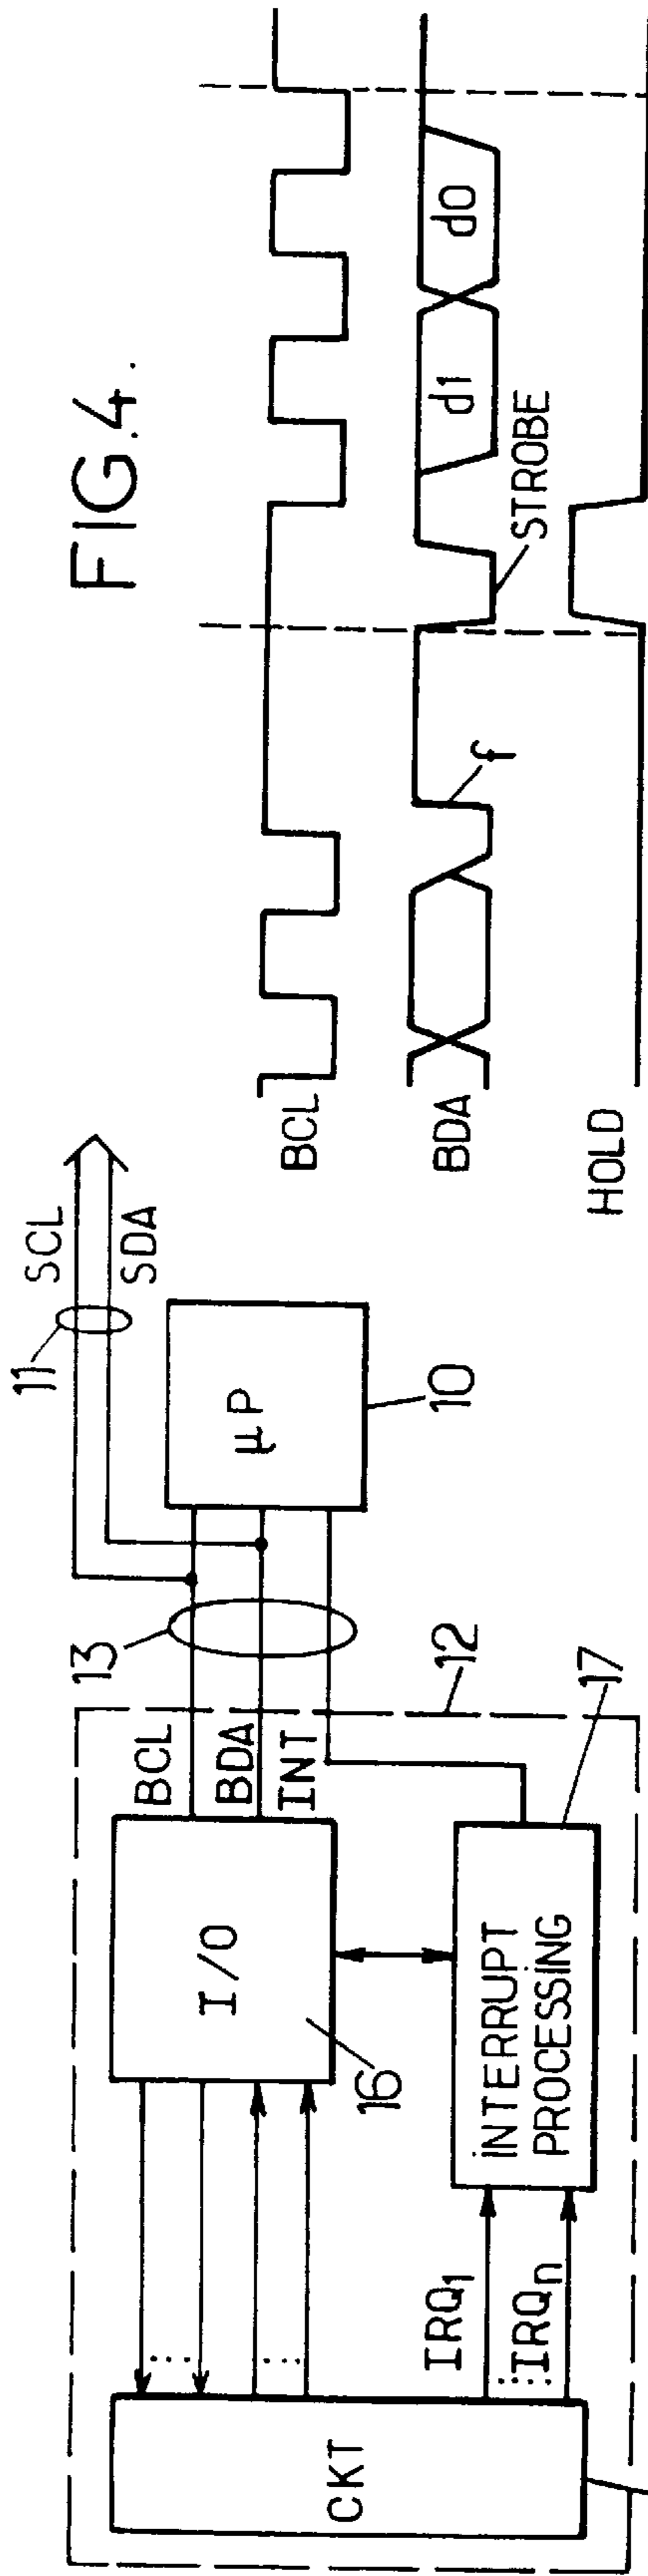 FIG.4.
BCL
BDA
d1
d0
f
STROBE
HOLD
11
SCL
SDA
13
BCL
BDA
INT
µP
10
12
I/O
16
CKT
IRQ1
IRQn
INTERRUPT
PROCESSING
17